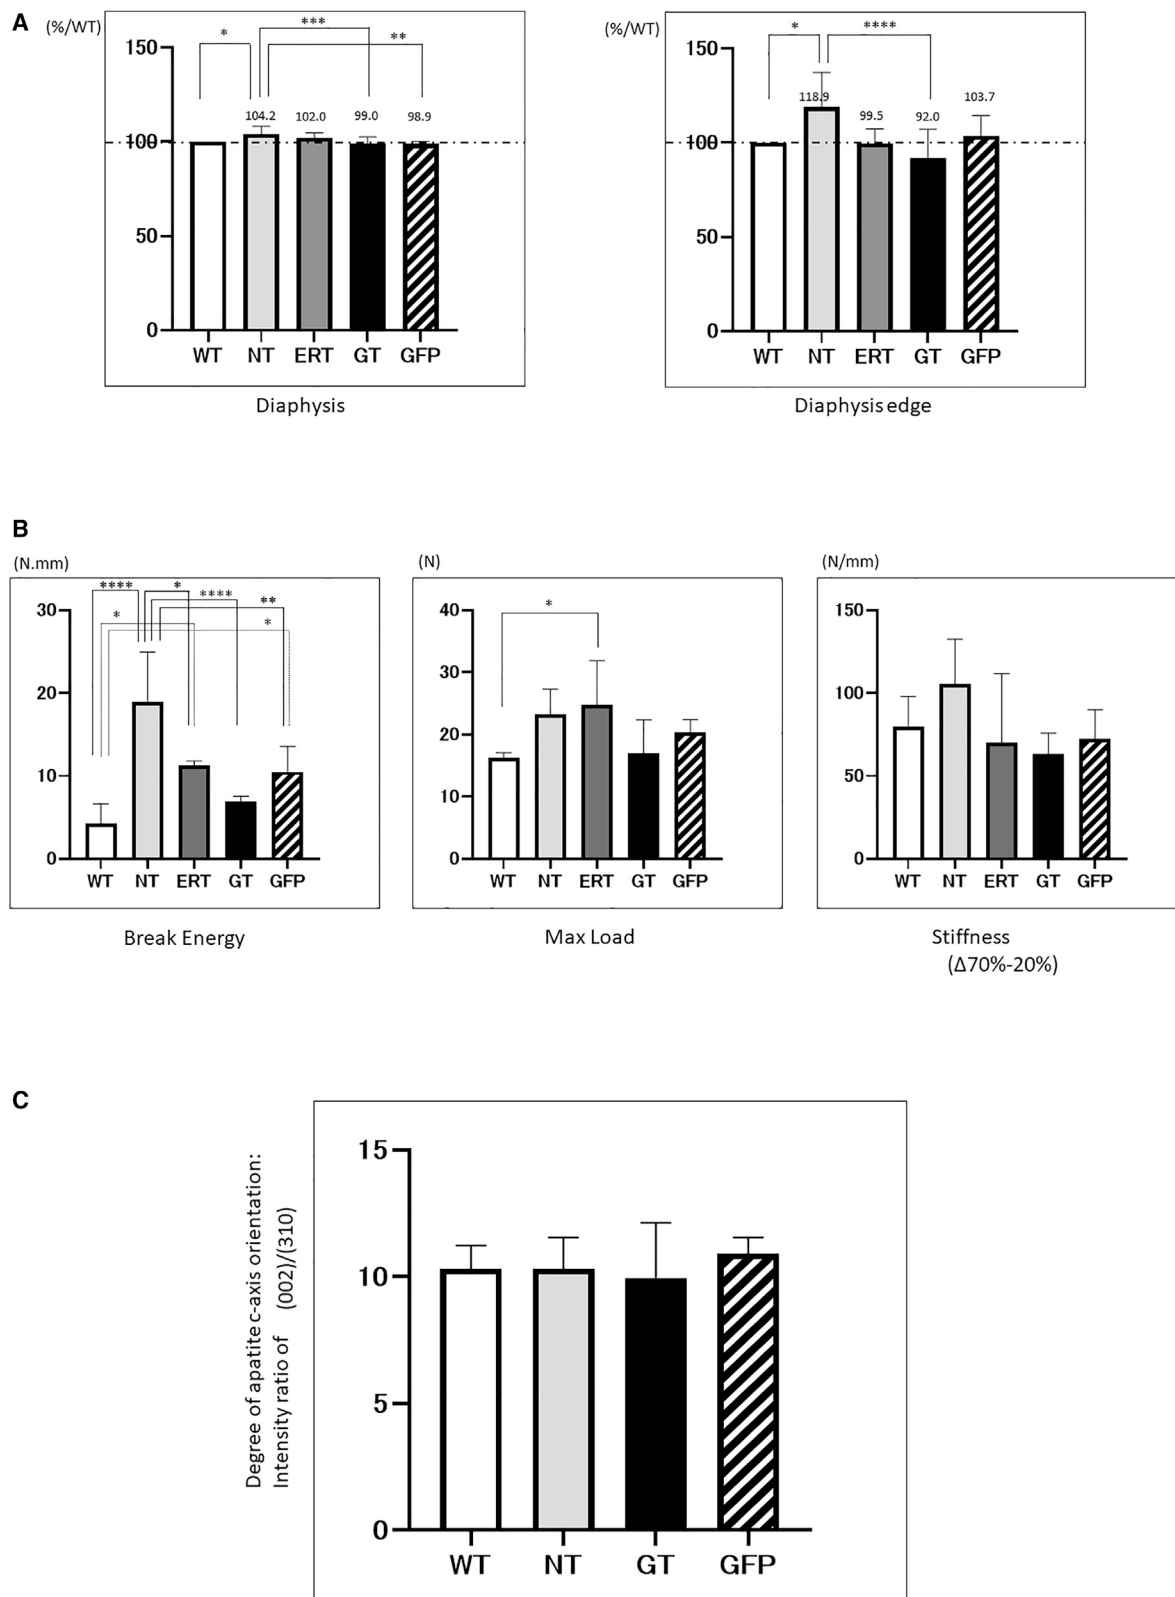 A
(%/WT)
*
***
**
150
100
50
0
104.2
102.0
99.0
98.9
WT
NT
ERT
GT
GFP
Diaphysis
(%/WT)
*
****
150
100
50
0
118.9
99.5
92.0
103.7
WT
NT
ERT
GT
GFP
Diaphysis edge
B
(N.mm)
****
*
****
**
*
*
30
20
10
0
WT
NT
ERT
GT
GFP
Break Energy
(N)
*
40
30
20
10
0
WT
NT
ERT
GT
GFP
Max Load
(N/mm)
150
100
50
0
WT
NT
ERT
GT
GFP
Stiffness
(Δ70%-20%)
C
Degree of apatite c-axis orientation:
Intensity ratio of (002)/(310)
15
10
5
0
WT
NT
GT
GFP